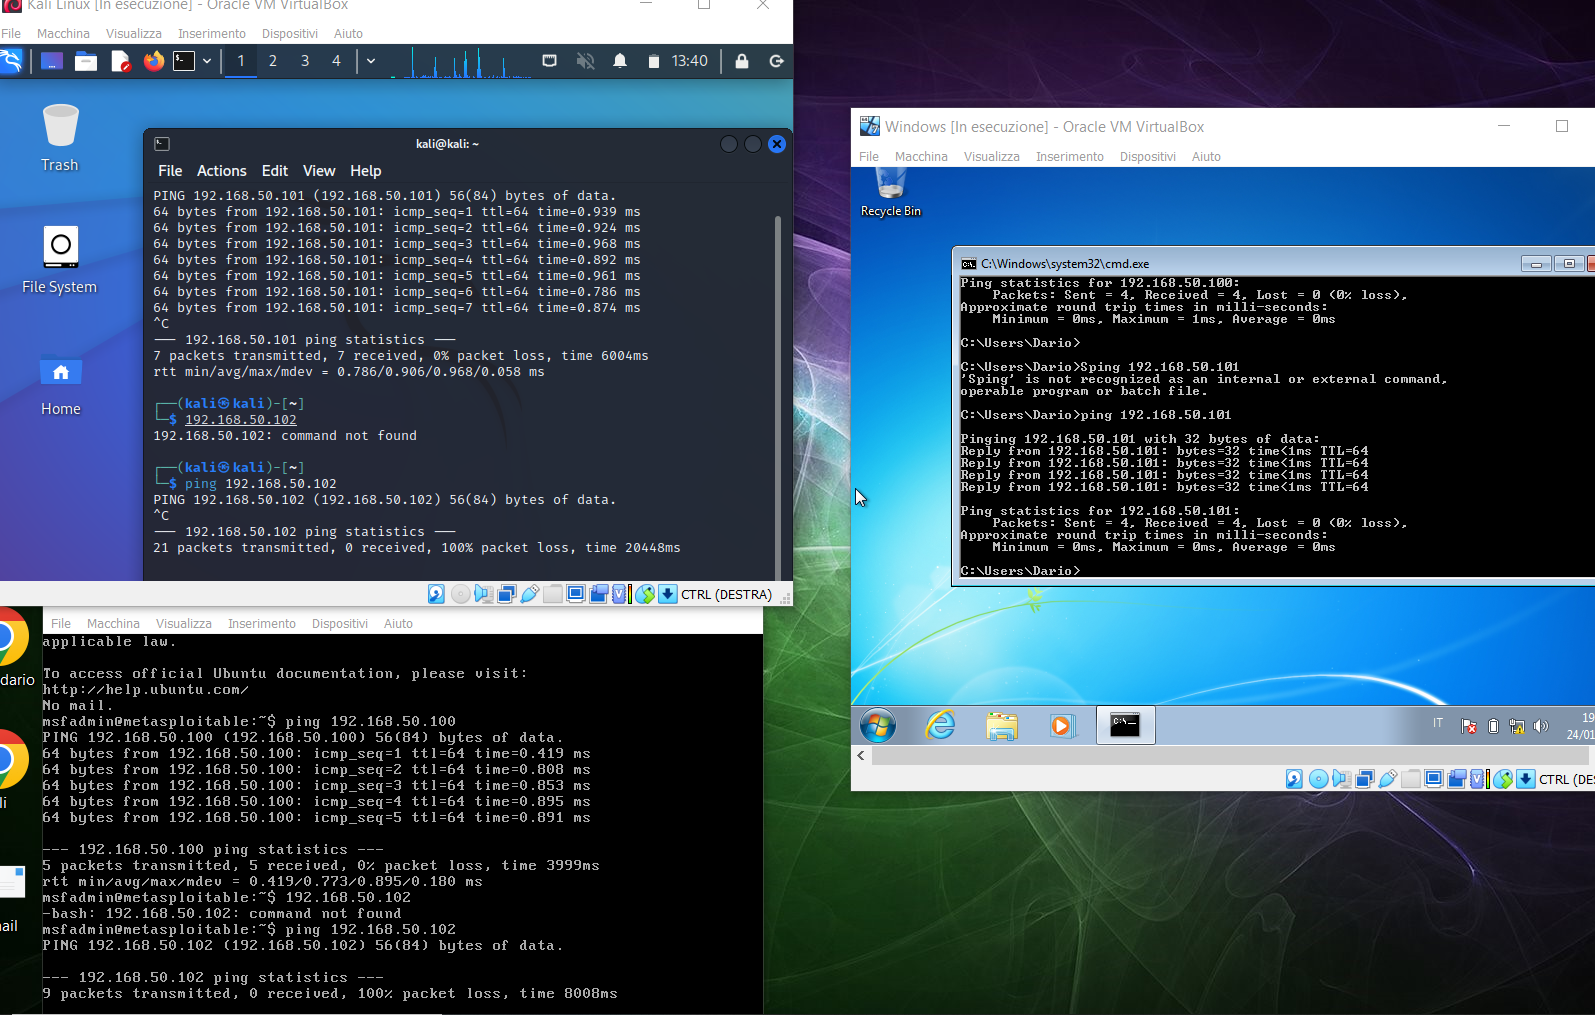 Kali Linux [In esecuzione] - Oracle VM VirtualBox
File Macchina Visualizza Inserimento Dispositivi Aiuto
1 2 3 4 13:40
Trash
File System
Home
kali@kali: ~
File Actions Edit View Help
PING 192.168.50.101 (192.168.50.101) 56(84) bytes of data.
64 bytes from 192.168.50.101: icmp_seq=1 ttl=64 time=0.939 ms
64 bytes from 192.168.50.101: icmp_seq=2 ttl=64 time=0.924 ms
64 bytes from 192.168.50.101: icmp_seq=3 ttl=64 time=0.968 ms
64 bytes from 192.168.50.101: icmp_seq=4 ttl=64 time=0.892 ms
64 bytes from 192.168.50.101: icmp_seq=5 ttl=64 time=0.961 ms
64 bytes from 192.168.50.101: icmp_seq=6 ttl=64 time=0.786 ms
64 bytes from 192.168.50.101: icmp_seq=7 ttl=64 time=0.874 ms
^C
--- 192.168.50.101 ping statistics ---
7 packets transmitted, 7 received, 0% packet loss, time 6004ms
rtt min/avg/max/mdev = 0.786/0.906/0.968/0.058 ms
┌──(kali㉿kali)-[~]
└─$ 192.168.50.102
192.168.50.102: command not found
┌──(kali㉿kali)-[~]
└─$ ping 192.168.50.102
PING 192.168.50.102 (192.168.50.102) 56(84) bytes of data.
^C
--- 192.168.50.102 ping statistics ---
21 packets transmitted, 0 received, 100% packet loss, time 20448ms
CTRL (DESTRA)
File Macchina Visualizza Inserimento Dispositivi Aiuto
applicable law.
To access official Ubuntu documentation, please visit:
http://help.ubuntu.com/
No mail.
msfadmin@metasploitable:~$ ping 192.168.50.100
PING 192.168.50.100 (192.168.50.100) 56(84) bytes of data.
64 bytes from 192.168.50.100: icmp_seq=1 ttl=64 time=0.419 ms
64 bytes from 192.168.50.100: icmp_seq=2 ttl=64 time=0.808 ms
64 bytes from 192.168.50.100: icmp_seq=3 ttl=64 time=0.853 ms
64 bytes from 192.168.50.100: icmp_seq=4 ttl=64 time=0.895 ms
64 bytes from 192.168.50.100: icmp_seq=5 ttl=64 time=0.891 ms
--- 192.168.50.100 ping statistics ---
5 packets transmitted, 5 received, 0% packet loss, time 3999ms
rtt min/avg/max/mdev = 0.419/0.773/0.895/0.180 ms
msfadmin@metasploitable:~$ 192.168.50.102
-bash: 192.168.50.102: command not found
msfadmin@metasploitable:~$ ping 192.168.50.102
PING 192.168.50.102 (192.168.50.102) 56(84) bytes of data.
--- 192.168.50.102 ping statistics ---
9 packets transmitted, 0 received, 100% packet loss, time 8008ms
dario
li
ail
Windows [In esecuzione] - Oracle VM VirtualBox
File Macchina Visualizza Inserimento Dispositivi Aiuto
Recycle Bin
C:\Windows\system32\cmd.exe
Ping statistics for 192.168.50.100:
Packets: Sent = 4, Received = 4, Lost = 0 (0% loss),
Approximate round trip times in milli-seconds:
Minimum = 0ms, Maximum = 1ms, Average = 0ms
C:\Users\Dario>
C:\Users\Dario>Sping 192.168.50.101
'Sping' is not recognized as an internal or external command,
operable program or batch file.
C:\Users\Dario>ping 192.168.50.101
Pinging 192.168.50.101 with 32 bytes of data:
Reply from 192.168.50.101: bytes=32 time<1ms TTL=64
Reply from 192.168.50.101: bytes=32 time<1ms TTL=64
Reply from 192.168.50.101: bytes=32 time<1ms TTL=64
Reply from 192.168.50.101: bytes=32 time<1ms TTL=64
Ping statistics for 192.168.50.101:
Packets: Sent = 4, Received = 4, Lost = 0 (0% loss),
Approximate round trip times in milli-seconds:
Minimum = 0ms, Maximum = 0ms, Average = 0ms
C:\Users\Dario>
IT
19
24/01
CTRL (DES